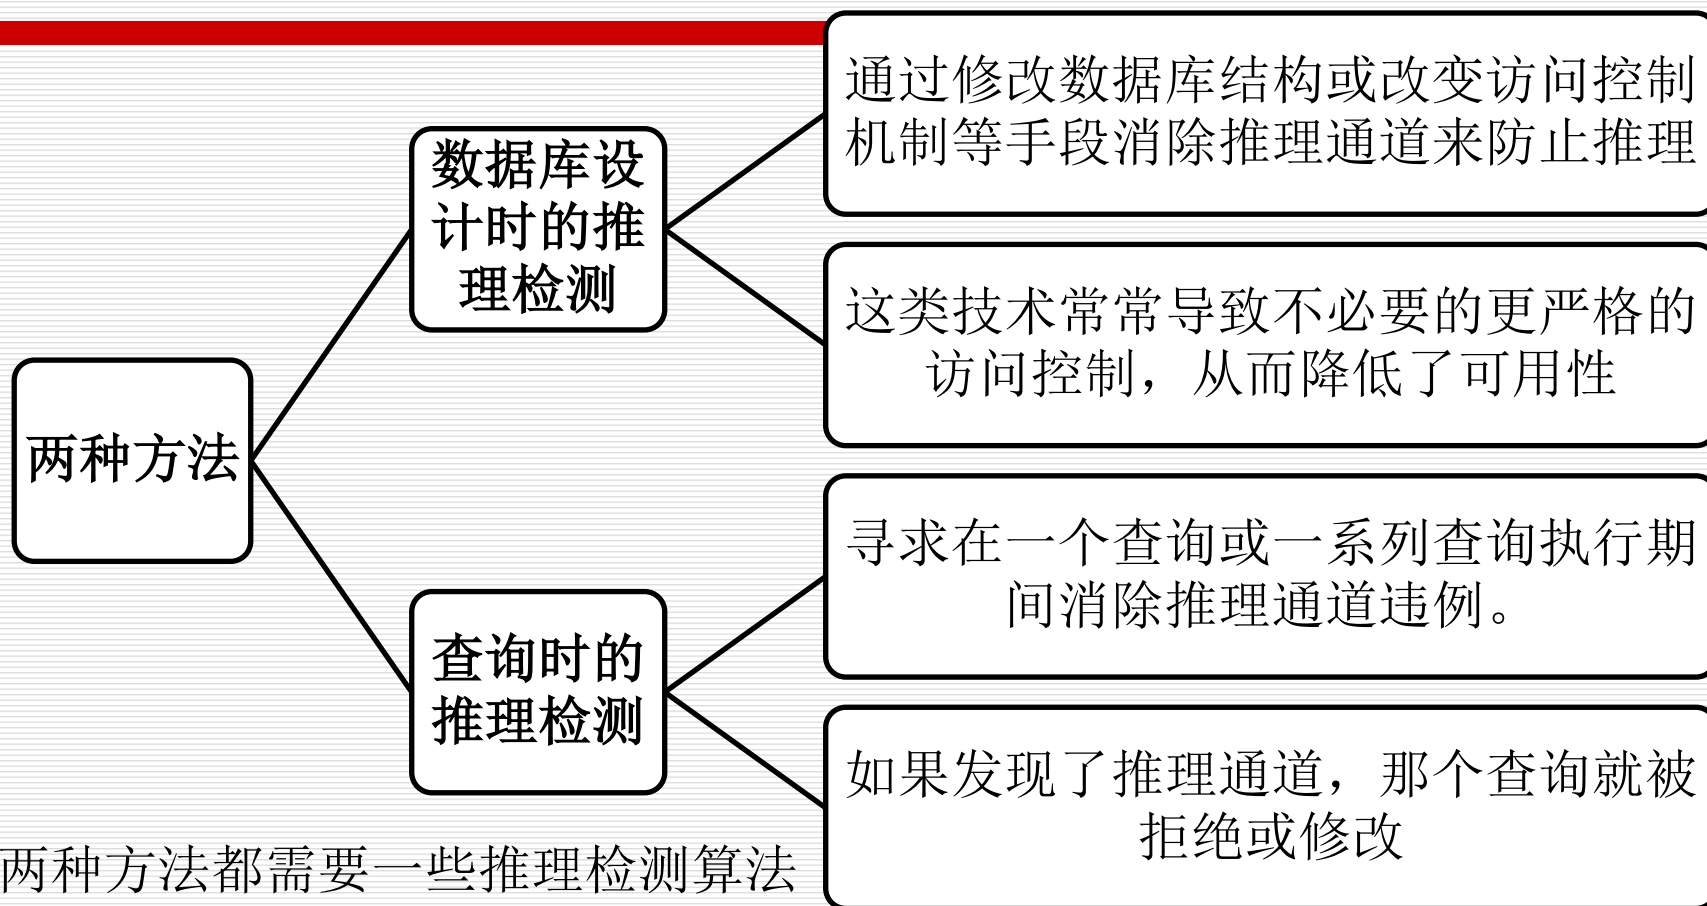 两种方法
数据库设
计时的推
理检测
通过修改数据库结构或改变访问控制
机制等手段消除推理通道来防止推理
这类技术常常导致不必要的更严格的
访问控制，从而降低了可用性
查询时的
推理检测
寻求在一个查询或一系列查询执行期
间消除推理通道违例。
如果发现了推理通道，那个查询就被
拒绝或修改
两种方法都需要一些推理检测算法